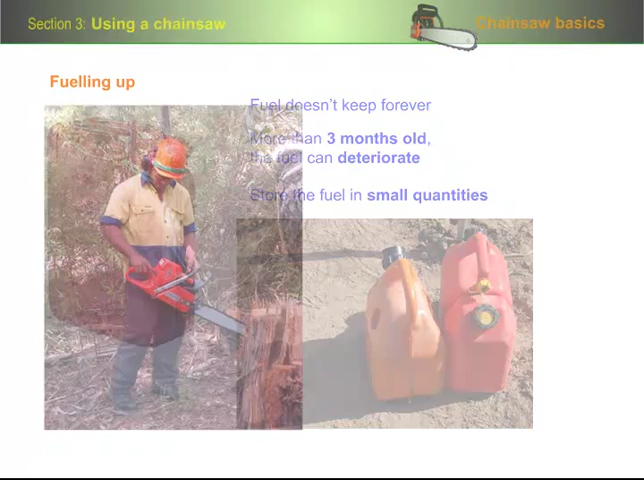 Section 3: Using a chainsaw
Chainsaw basics
Fuelling up
Fuel doesn't keep forever
More than 3 months old,
the fuel can deteriorate
Store the fuel in small quantities